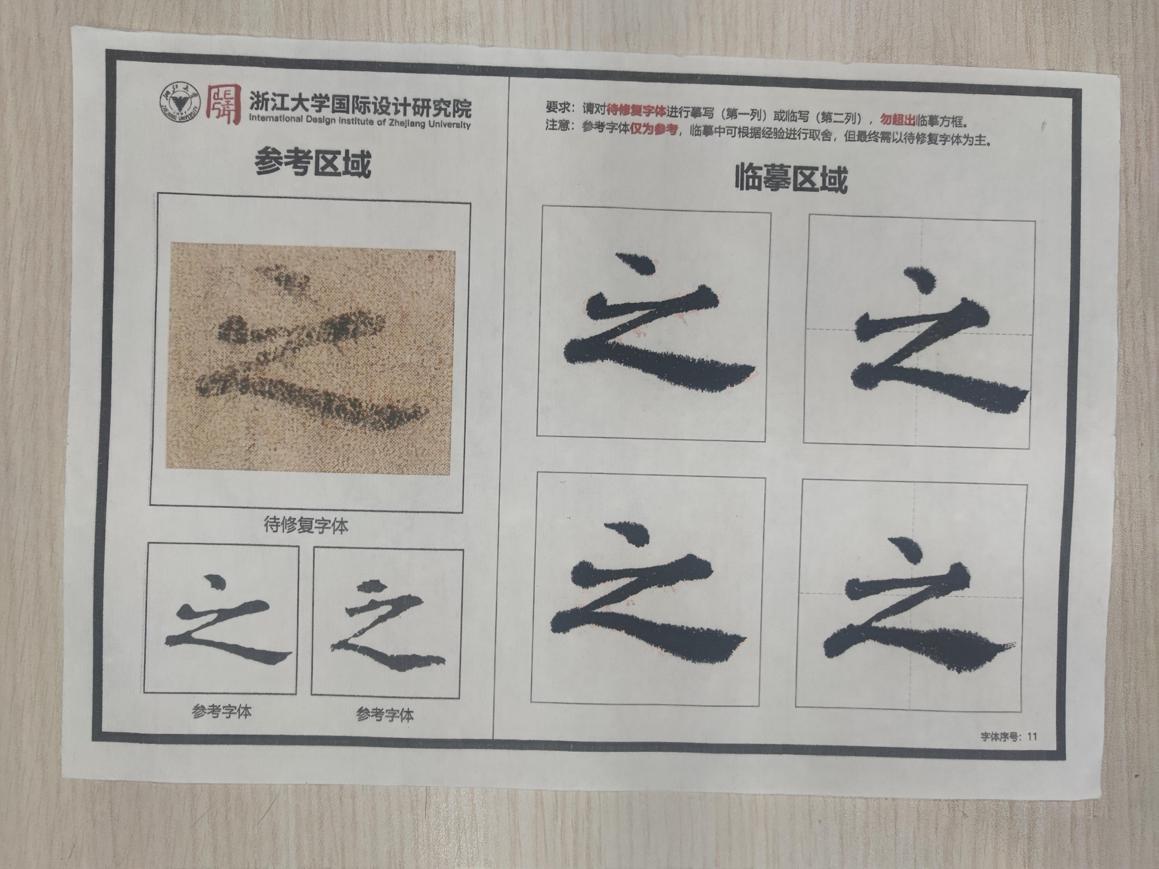 浙江大学国际设计研究院
International Design Institute of Zhejiang University
参考区域
之
待修复字体
之
之
参考字体
参考字体
要求：请对待修复字体进行摹写（第一列）或临写（第二列），勿超出临摹方框。
注意：参考字体仅为参考，临摹中可根据经验进行取舍，但最终需以待修复字体为主。
临摹区域
之
之
之
之
字体序号：11